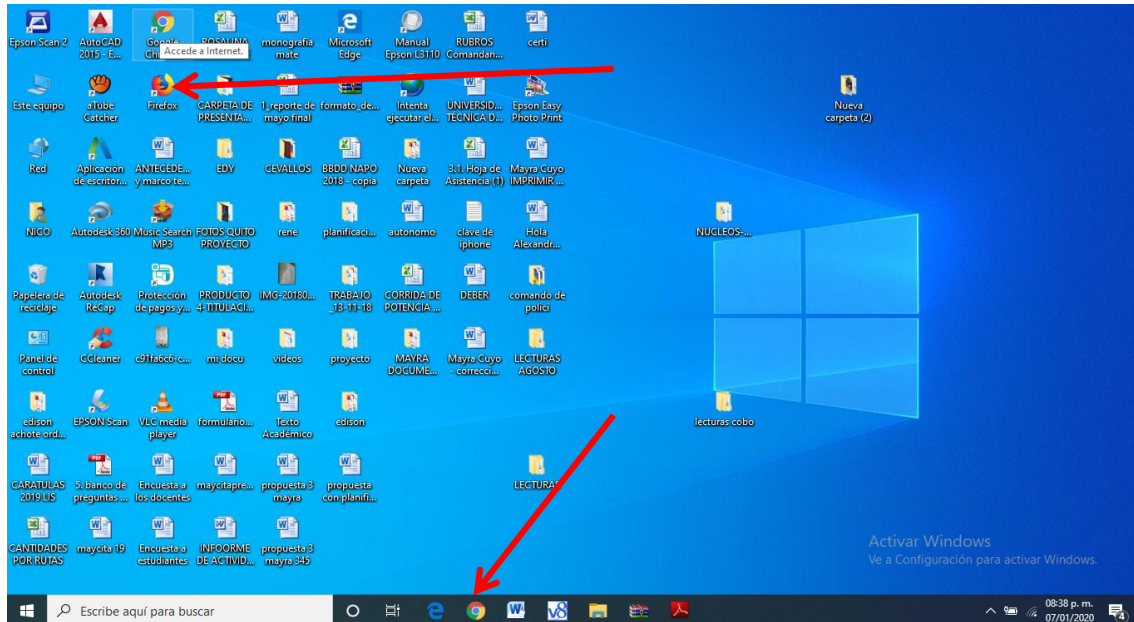 Epson Scan 2
AutoCAD
2015 - E...
Google
Accede a Internet.
ROSALINA
monografia
mate
Microsoft
Edge
Manual
Epson L3110
RUBROS
Comandan...
certi
Este equipo
aTube
Catcher
Firefox
CARPETA DE
PRESENTA...
1_reporte de
mayo final
formato_de...
Intenta
ejecutar el...
UNIVERSID...
TÉCNICA D...
Epson Easy
Photo Print
Nueva
carpeta (2)
Red
Aplicación
de escritor...
ANTECEDE...
y marco te...
EDY
CEVALLOS
BBDD NAPO
2018 - copia
Nueva
carpeta
3.1. Hoja de
Asistencia (1)
Mayra Cuyo
IMPRIMIR ...
NICO
Autodesk 360
Music Search
MP3
FOTOS QUITO
PROYECTO
rene
planificaci...
autonomo
clave de
iphone
Hola
Alexandr...
NUCLEOS-...
Papelera de
reciclaje
Autodesk
ReCap
Protección
de pagos y...
PRODUCTO
4- TITULACI...
IMG-20180...
TRABAJO
_13-11-18
CORRIDA DE
POTENCIA ...
DEBER
comando de
polici
Panel de
control
CCleaner
c91fa6c6-c...
mi docu
videos
proyecto
MAYRA
DOCUME...
Mayra Cuyo
- correcci...
LECTURAS
AGOSTO
edison
achote ord...
EPSON Scan
VLC media
player
formulario...
Texto
Académico
edison
lecturas cobo
CARATULAS
2019 LIS
5. banco de
preguntas ...
Encuesta a
los docentes
maycitapre...
propuesta 3
mayra
propuesta
con planifi...
LECTURAS
CANTIDADES
POR RUTAS
maycita 19
Encuesta a
estudiantes
INFOORME
DE ACTIVID...
propuesta 3
mayra 345
Activar Windows
Ve a Configuración para activar Windows.
Escribe aquí para buscar
08:38 p. m.
07/01/2020